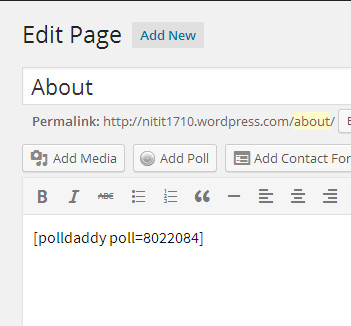 Edit Page Add New
About
Permalink: http://nitit1710.wordpress.com/about/ E
Add Media Add Poll Add Contact For
B I ABC
[polldaddy poll=8022084]